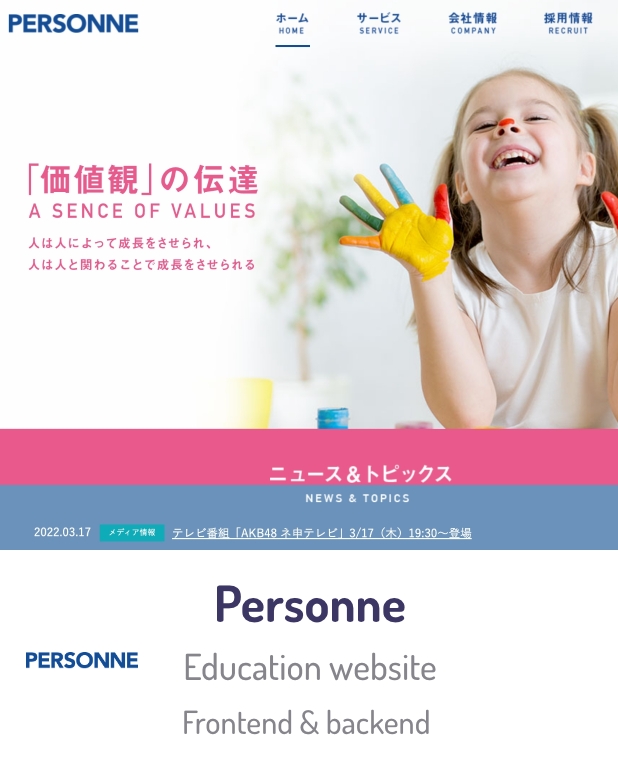 PERSONNE
ホーム サービス 会社情報 採用情報
HOME SERVICE COMPANY RECRUIT
「価値観」の伝達
A SENCE OF VALUES
人は人によって成長をさせられ、
人は人と関わることで成長をさせられる
ニュース&トピックス
NEWS & TOPICS
2022.03.17 メディア情報 テレビ番組「AKB48 ネ申テレビ」3/17（木）19:30〜登場
Personne
PERSONNE
Education website
Frontend & backend